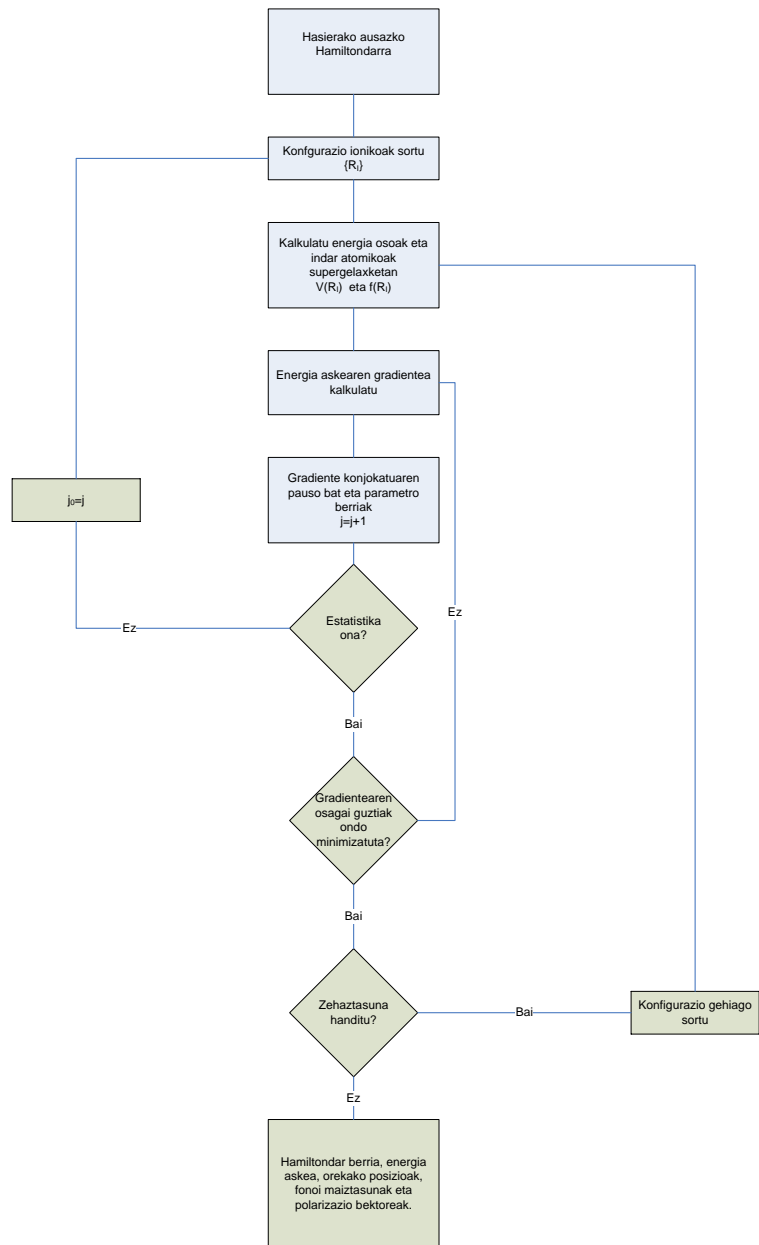 Hasierako ausazko
Hamiltondarra
Konfgurazio ionikoak sortu
{Rᵢ}
Kalkulatu energia osoak eta
indar atomikoak
supergelaxketan
V(Rᵢ) eta f(Rᵢ)
Energia askearen gradientea
kalkulatu
Gradiente konjokatuaren
pauso bat eta parametro
berriak
j=j+1
j₀=j
Estatistika
ona?
Ez
Ez
Bai
Gradientearen
osagai guztiak
ondo
minimizatuta?
Bai
Zehaztasuna
handitu?
Bai
Konfigurazio gehiago
sortu
Ez
Hamiltondar berria, energia
askea, orekako posizioak,
fonoi maiztasunak eta
polarizazio bektoreak.